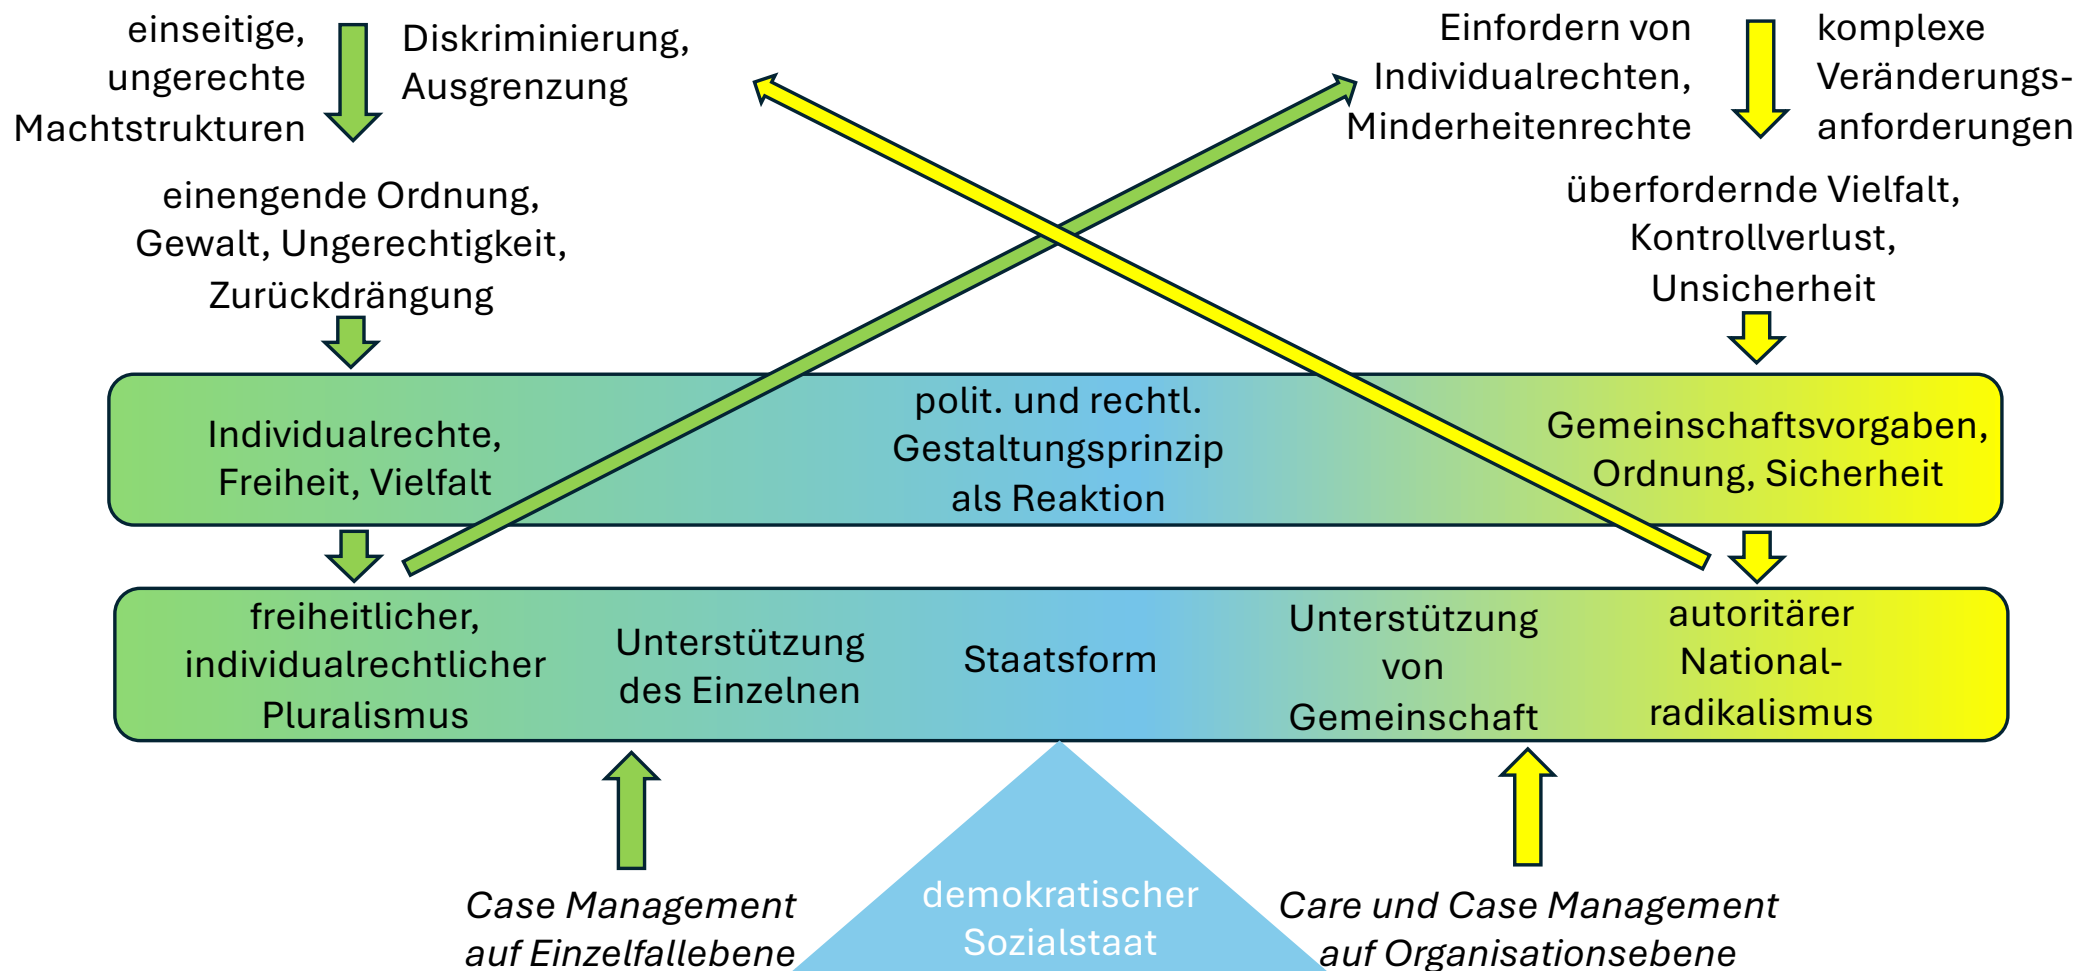 einseitige,
ungerechte
Machtstrukturen
Diskriminierung,
Ausgrenzung
Einfordern von
Individualrechten,
Minderheitenrechte
komplexe
Veränderungs-
anforderungen
einengende Ordnung,
Gewalt, Ungerechtigkeit,
Zurückdrängung
überfordernde Vielfalt,
Kontrollverlust,
Unsicherheit
Individualrechte,
Freiheit, Vielfalt
polit. und rechtl.
Gestaltungsprinzip
als Reaktion
Gemeinschaftsvorgaben,
Ordnung, Sicherheit
freiheitlicher,
individualrechtlicher
Pluralismus
Unterstützung
des Einzelnen
Staatsform
Unterstützung
von
Gemeinschaft
autoritärer
National-
radikalismus
Case Management
auf Einzelfallebene
demokratischer
Sozialstaat
Care und Case Management
auf Organisationsebene